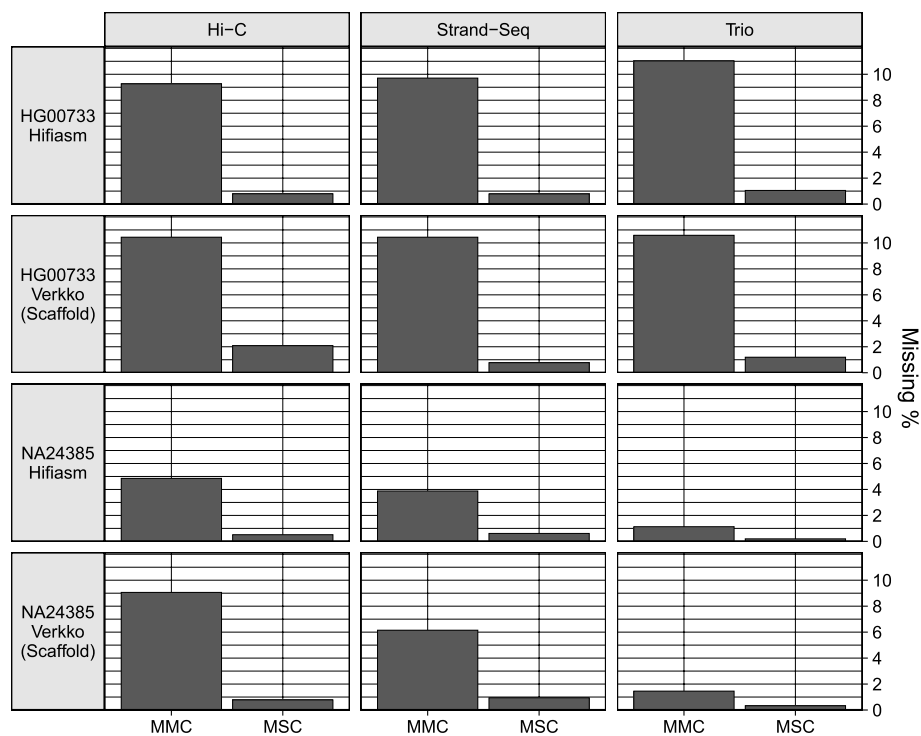 Hi−C
Strand−Seq
Trio
HG00733
Hifiasm
10
8
6
4
2
0
HG00733
Verkko
(Scaffold)
10
8
6
4
2
0
Missing %
NA24385
Hifiasm
10
8
6
4
2
0
NA24385
Verkko
(Scaffold)
10
8
6
4
2
0
MMC
MSC
MMC
MSC
MMC
MSC